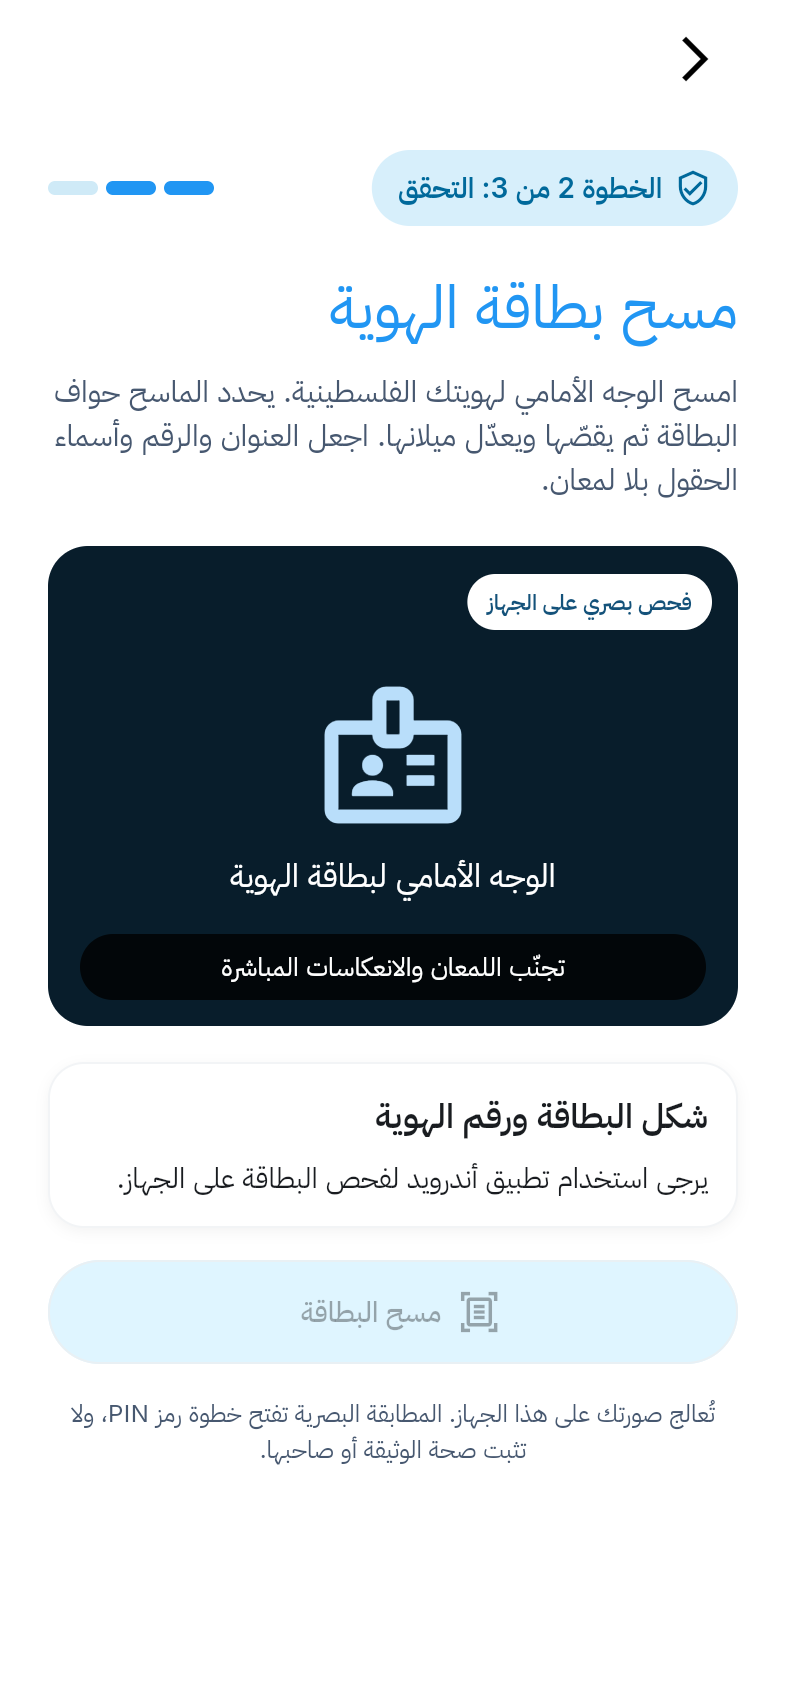 الخطوة 2 من 3: التحقق
مسح بطاقة الهوية
امسح الوجه الأمامي لهويتك الفلسطينية. يحدد الماسح حواف
البطاقة ثم يقصّها ويعدّل ميلانها. اجعل العنوان والرقم وأسماء
الحقول بلا لمعان.
فحص بصري على الجهاز
الوجه الأمامي لبطاقة الهوية
تجنّب اللمعان والانعكاسات المباشرة
شكل البطاقة ورقم الهوية
يرجى استخدام تطبيق أندرويد لفحص البطاقة على الجهاز.
مسح البطاقة
تُعالج صورتك على هذا الجهاز. المطابقة البصرية تفتح خطوة رمز PIN، ولا
تثبت صحة الوثيقة أو صاحبها.